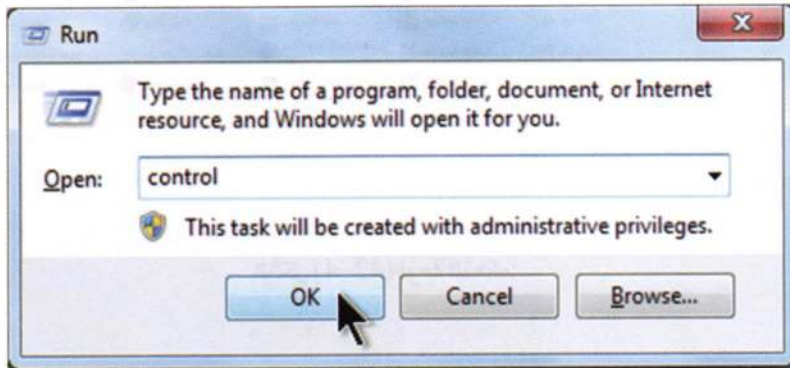 Run
Type the name of a program, folder, document, or Internet
resource, and Windows will open it for you.
Open:
control
This task will be created with administrative privileges.
OK
Cancel
Browse...